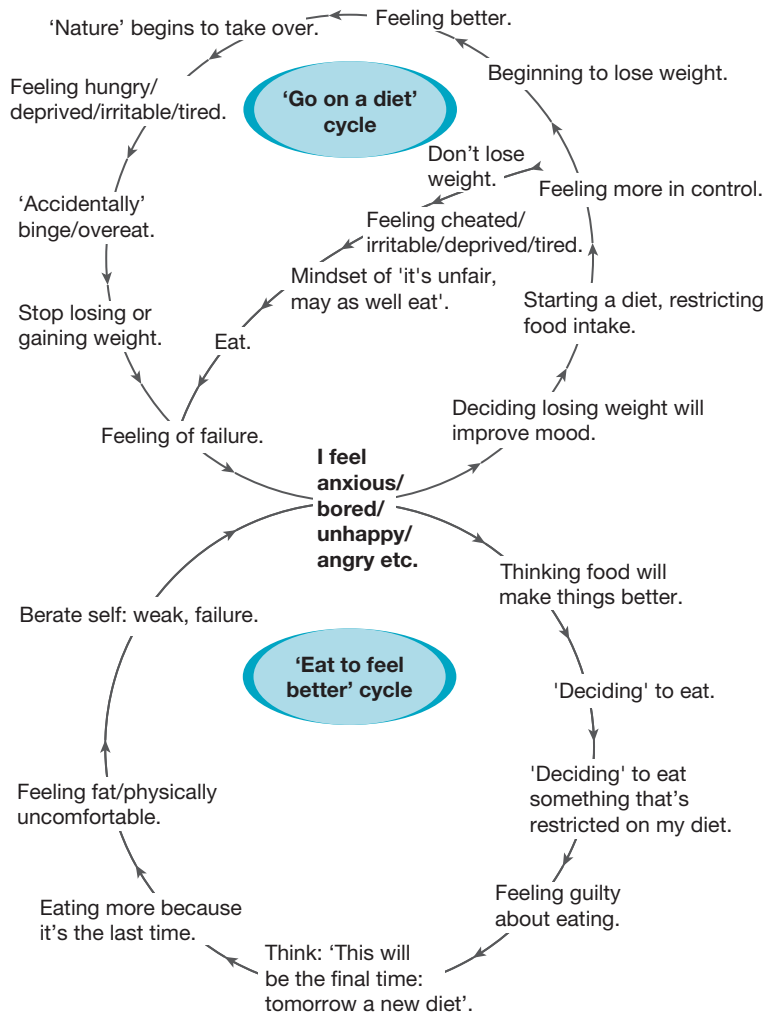 Feeling better.
‘Nature’ begins to take over.
Beginning to lose weight.
Feeling hungry/
deprived/irritable/tired.
‘Go on a diet’
cycle
Don’t lose
weight.
Feeling more in control.
‘Accidentally’
binge/overeat.
Feeling cheated/
irritable/deprived/tired.
Mindset of 'it's unfair,
may as well eat'.
Starting a diet, restricting
food intake.
Stop losing or
gaining weight.
Eat.
Deciding losing weight will
improve mood.
Feeling of failure.
I feel
anxious/
bored/
unhappy/
angry etc.
Thinking food will
make things better.
Berate self: weak, failure.
‘Eat to feel
better’ cycle
'Deciding' to eat.
'Deciding' to eat
something that’s
restricted on my diet.
Feeling fat/physically
uncomfortable.
Feeling guilty
about eating.
Eating more because
it’s the last time.
Think: ‘This will
be the final time:
tomorrow a new diet’.